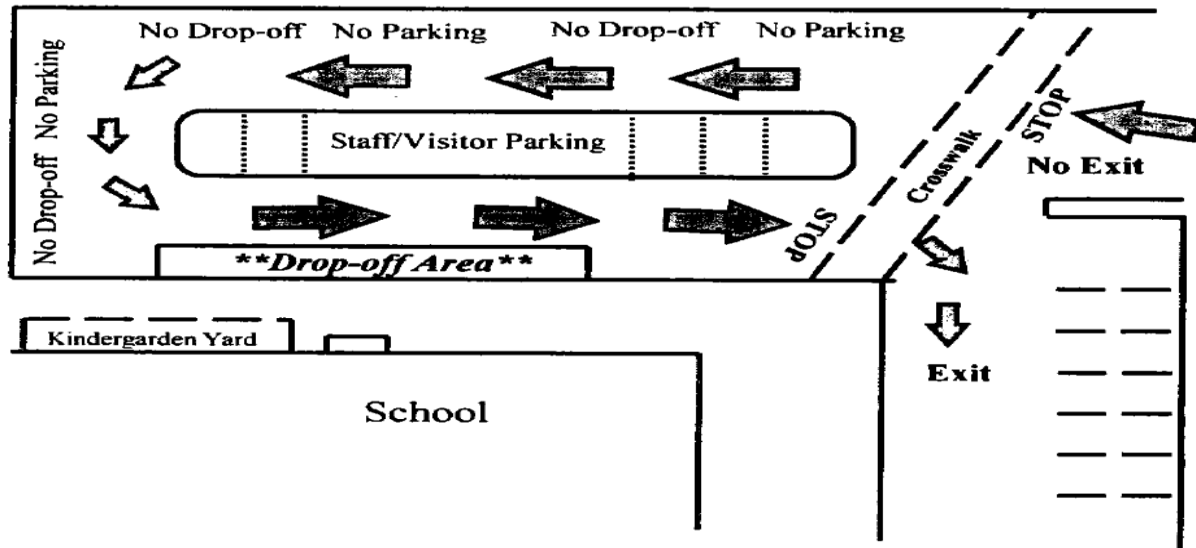 No Drop-off No Parking No Drop-off No Parking
No Drop-off No Parking
Staff/Visitor Parking
STOP
Crosswalk
STOP
No Exit
**Drop-off Area**
Kindergarden Yard
Exit
School